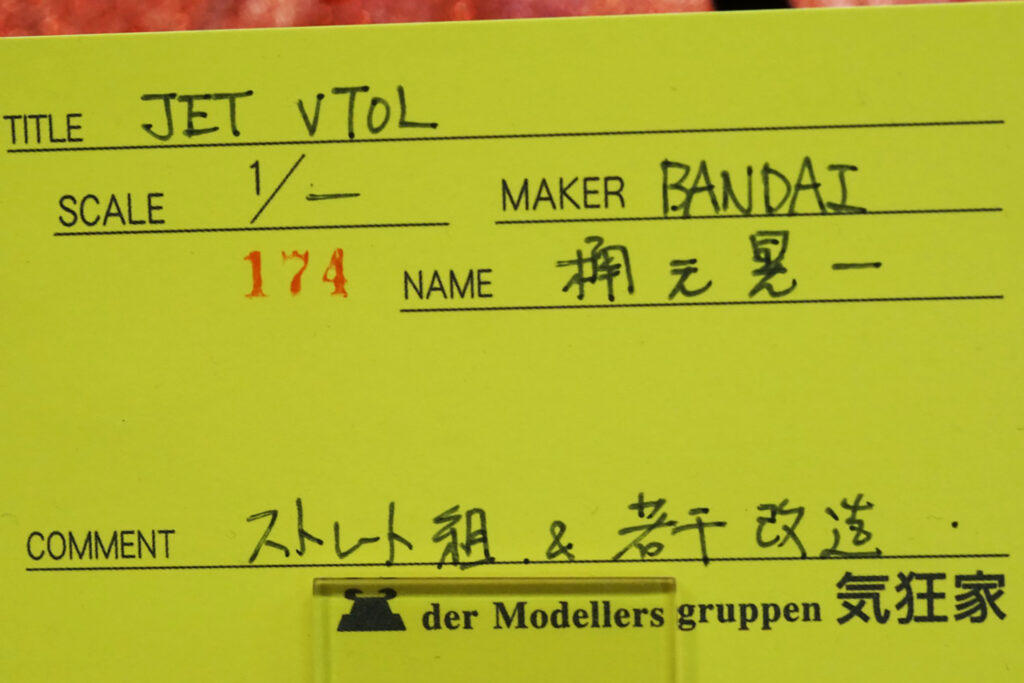 TITLE JET VTOL
SCALE 1/—
MAKER BANDAI
174
NAME 桶元晃一
COMMENT ストレート組.& 若干改造.
der Modellers gruppen 気狂家